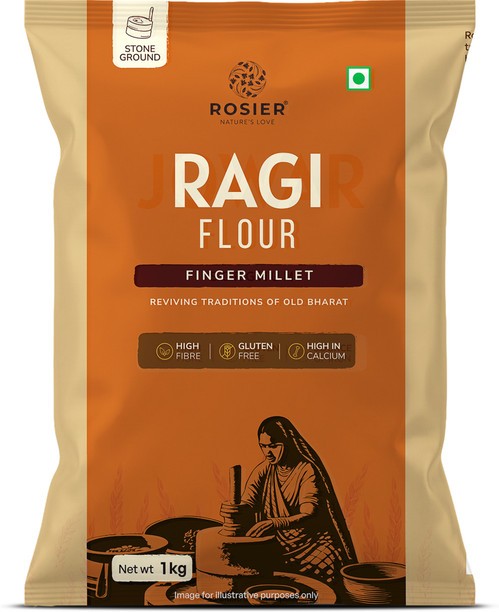 STONE
GROUND
ROSIER®
NATURE'S LOVE
RAGI
FLOUR
FINGER MILLET
REVIVING TRADITIONS OF OLD BHARAT
HIGH FIBRE
GLUTEN FREE
HIGH IN CALCIUM
Net wt 1kg
Image for illustrative purposes only